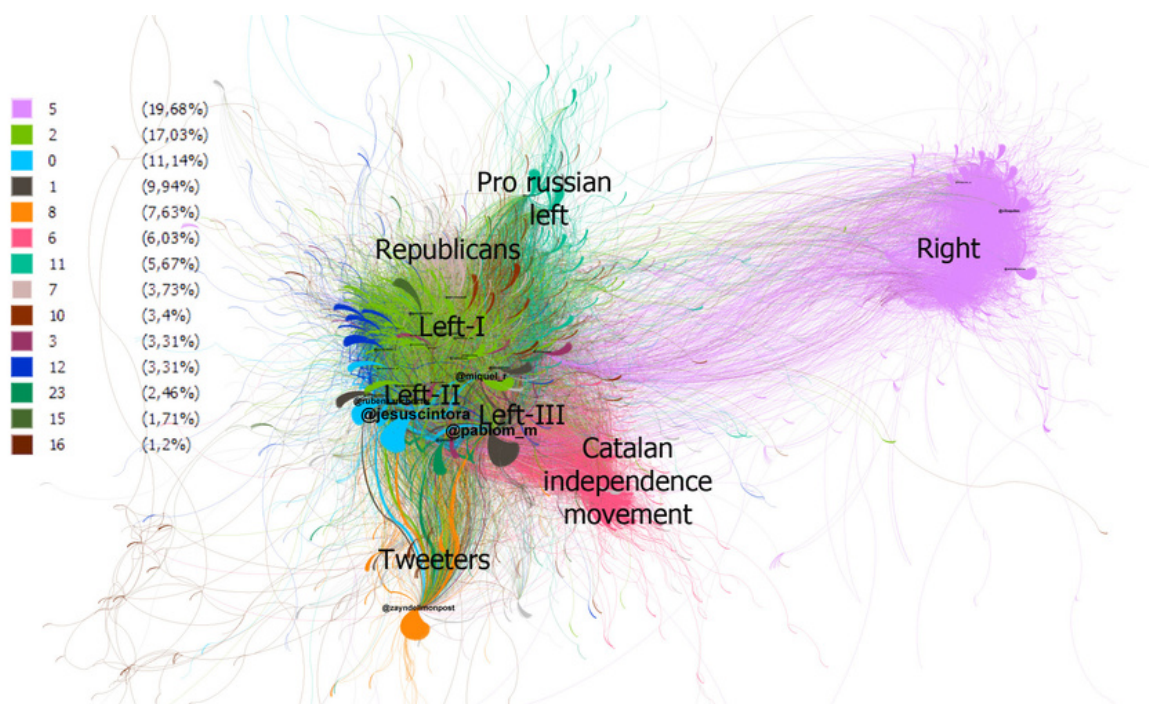 5 (19,68%)
2 (17,03%)
0 (11,14%)
1 (9,94%)
8 (7,63%)
6 (6,03%)
11 (5,67%)
7 (3,73%)
10 (3,4%)
3 (3,31%)
12 (3,31%)
23 (2,46%)
15 (1,71%)
16 (1,2%)
Pro russian
left
Republicans
Right
Left-I
@miquel_r
Left-II
@jesuscintora
Left-III
@pablom_m
Catalan
independence
movement
Tweeters
@zayndelimonpost